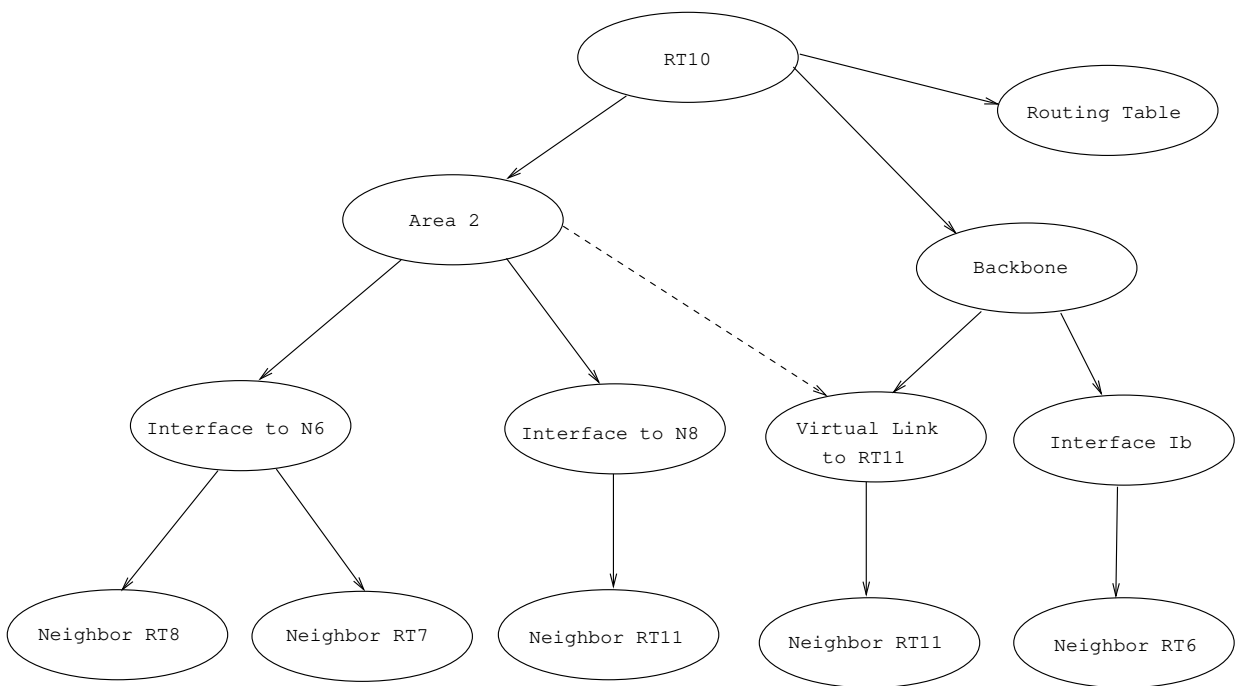 RT10
Routing Table
Area 2
Backbone
Interface to N6
Interface to N8
Virtual Link
to RT11
Interface Ib
Neighbor RT8
Neighbor RT7
Neighbor RT11
Neighbor RT11
Neighbor RT6